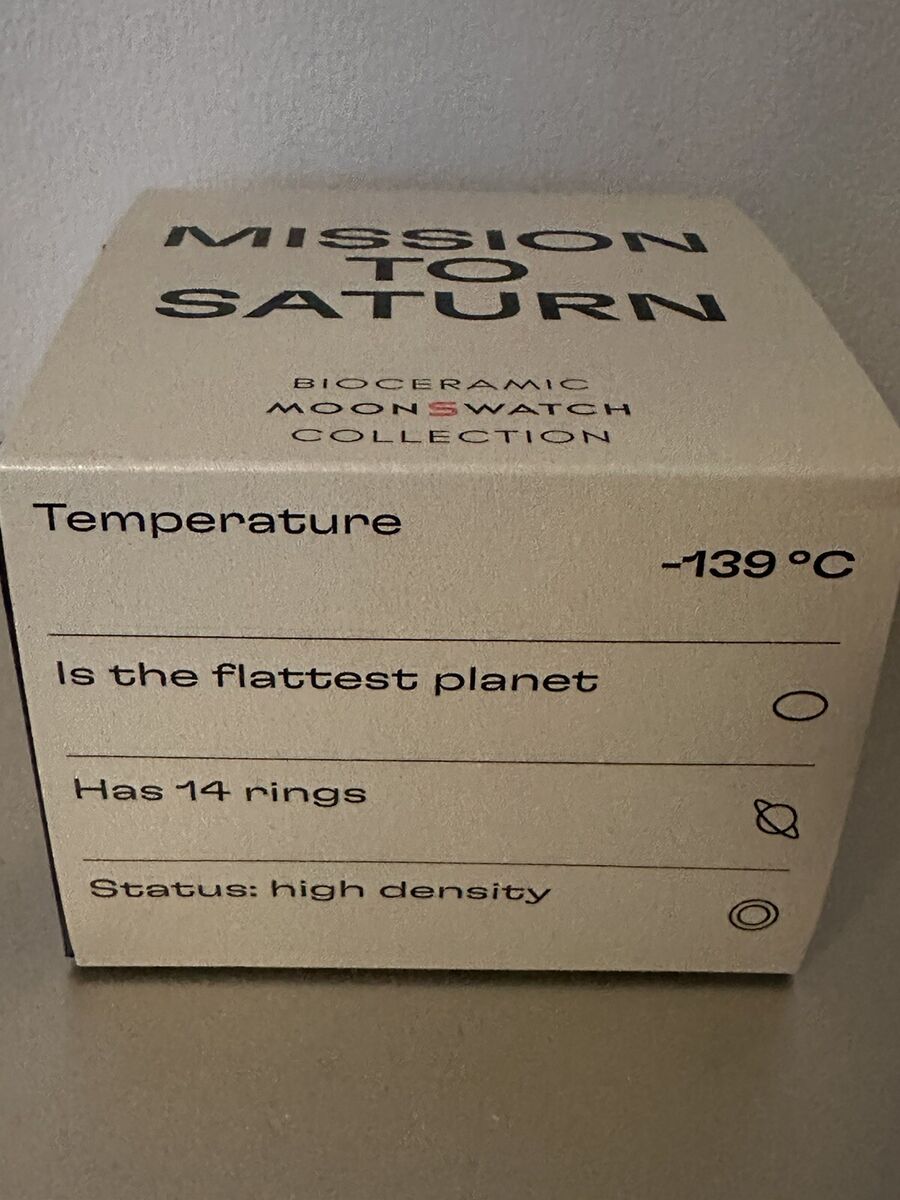 MISSION
TO
SATURN
BIOCERAMIC
MOONSWATCH
COLLECTION
Temperature
-139 °C
Is the flattest planet
Has 14 rings
Status: high density